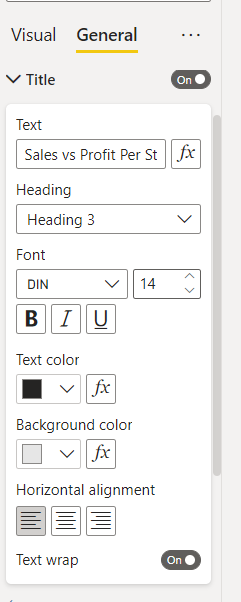 Visual General ...
Title On
Text
Sales vs Profit Per St fx
Heading
Heading 3
Font
DIN 14
B I U
Text color
fx
Background color
fx
Horizontal alignment
Text wrap On